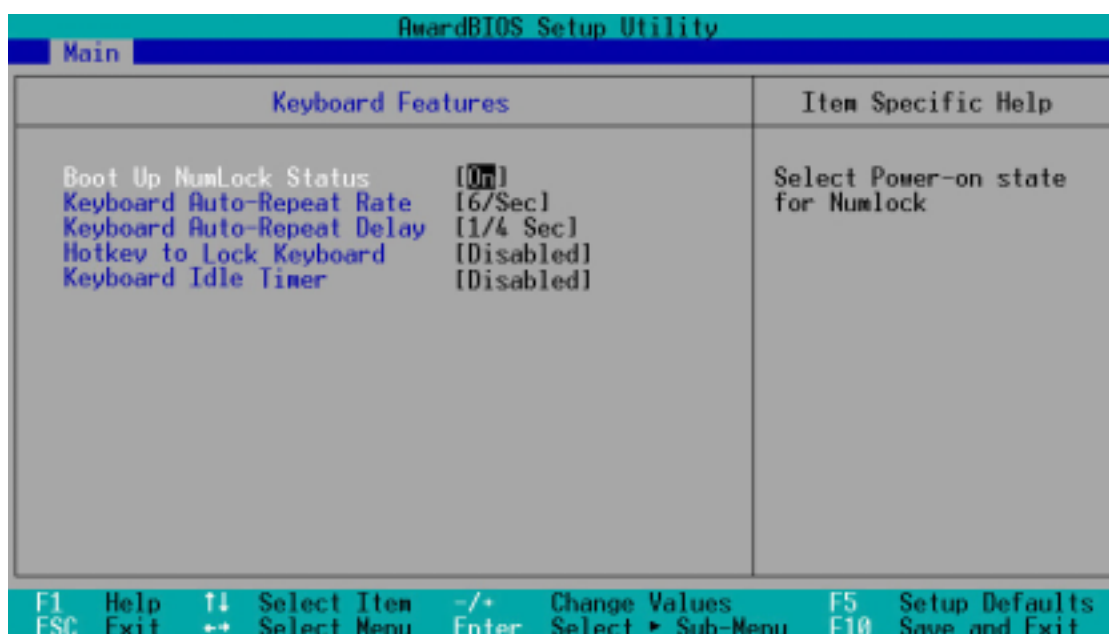 AwardBIOS Setup Utility
Main
Keyboard Features
Item Specific Help
Boot Up NumLock Status [On]
Keyboard Auto-Repeat Rate [6/Sec]
Keyboard Auto-Repeat Delay [1/4 Sec]
Hotkey to Lock Keyboard [Disabled]
Keyboard Idle Timer [Disabled]
Select Power-on state
for Numlock
F1 Help ↑↓ Select Item -/+ Change Values F5 Setup Defaults
ESC Exit ←→ Select Menu Enter Select ► Sub-Menu F10 Save and Exit